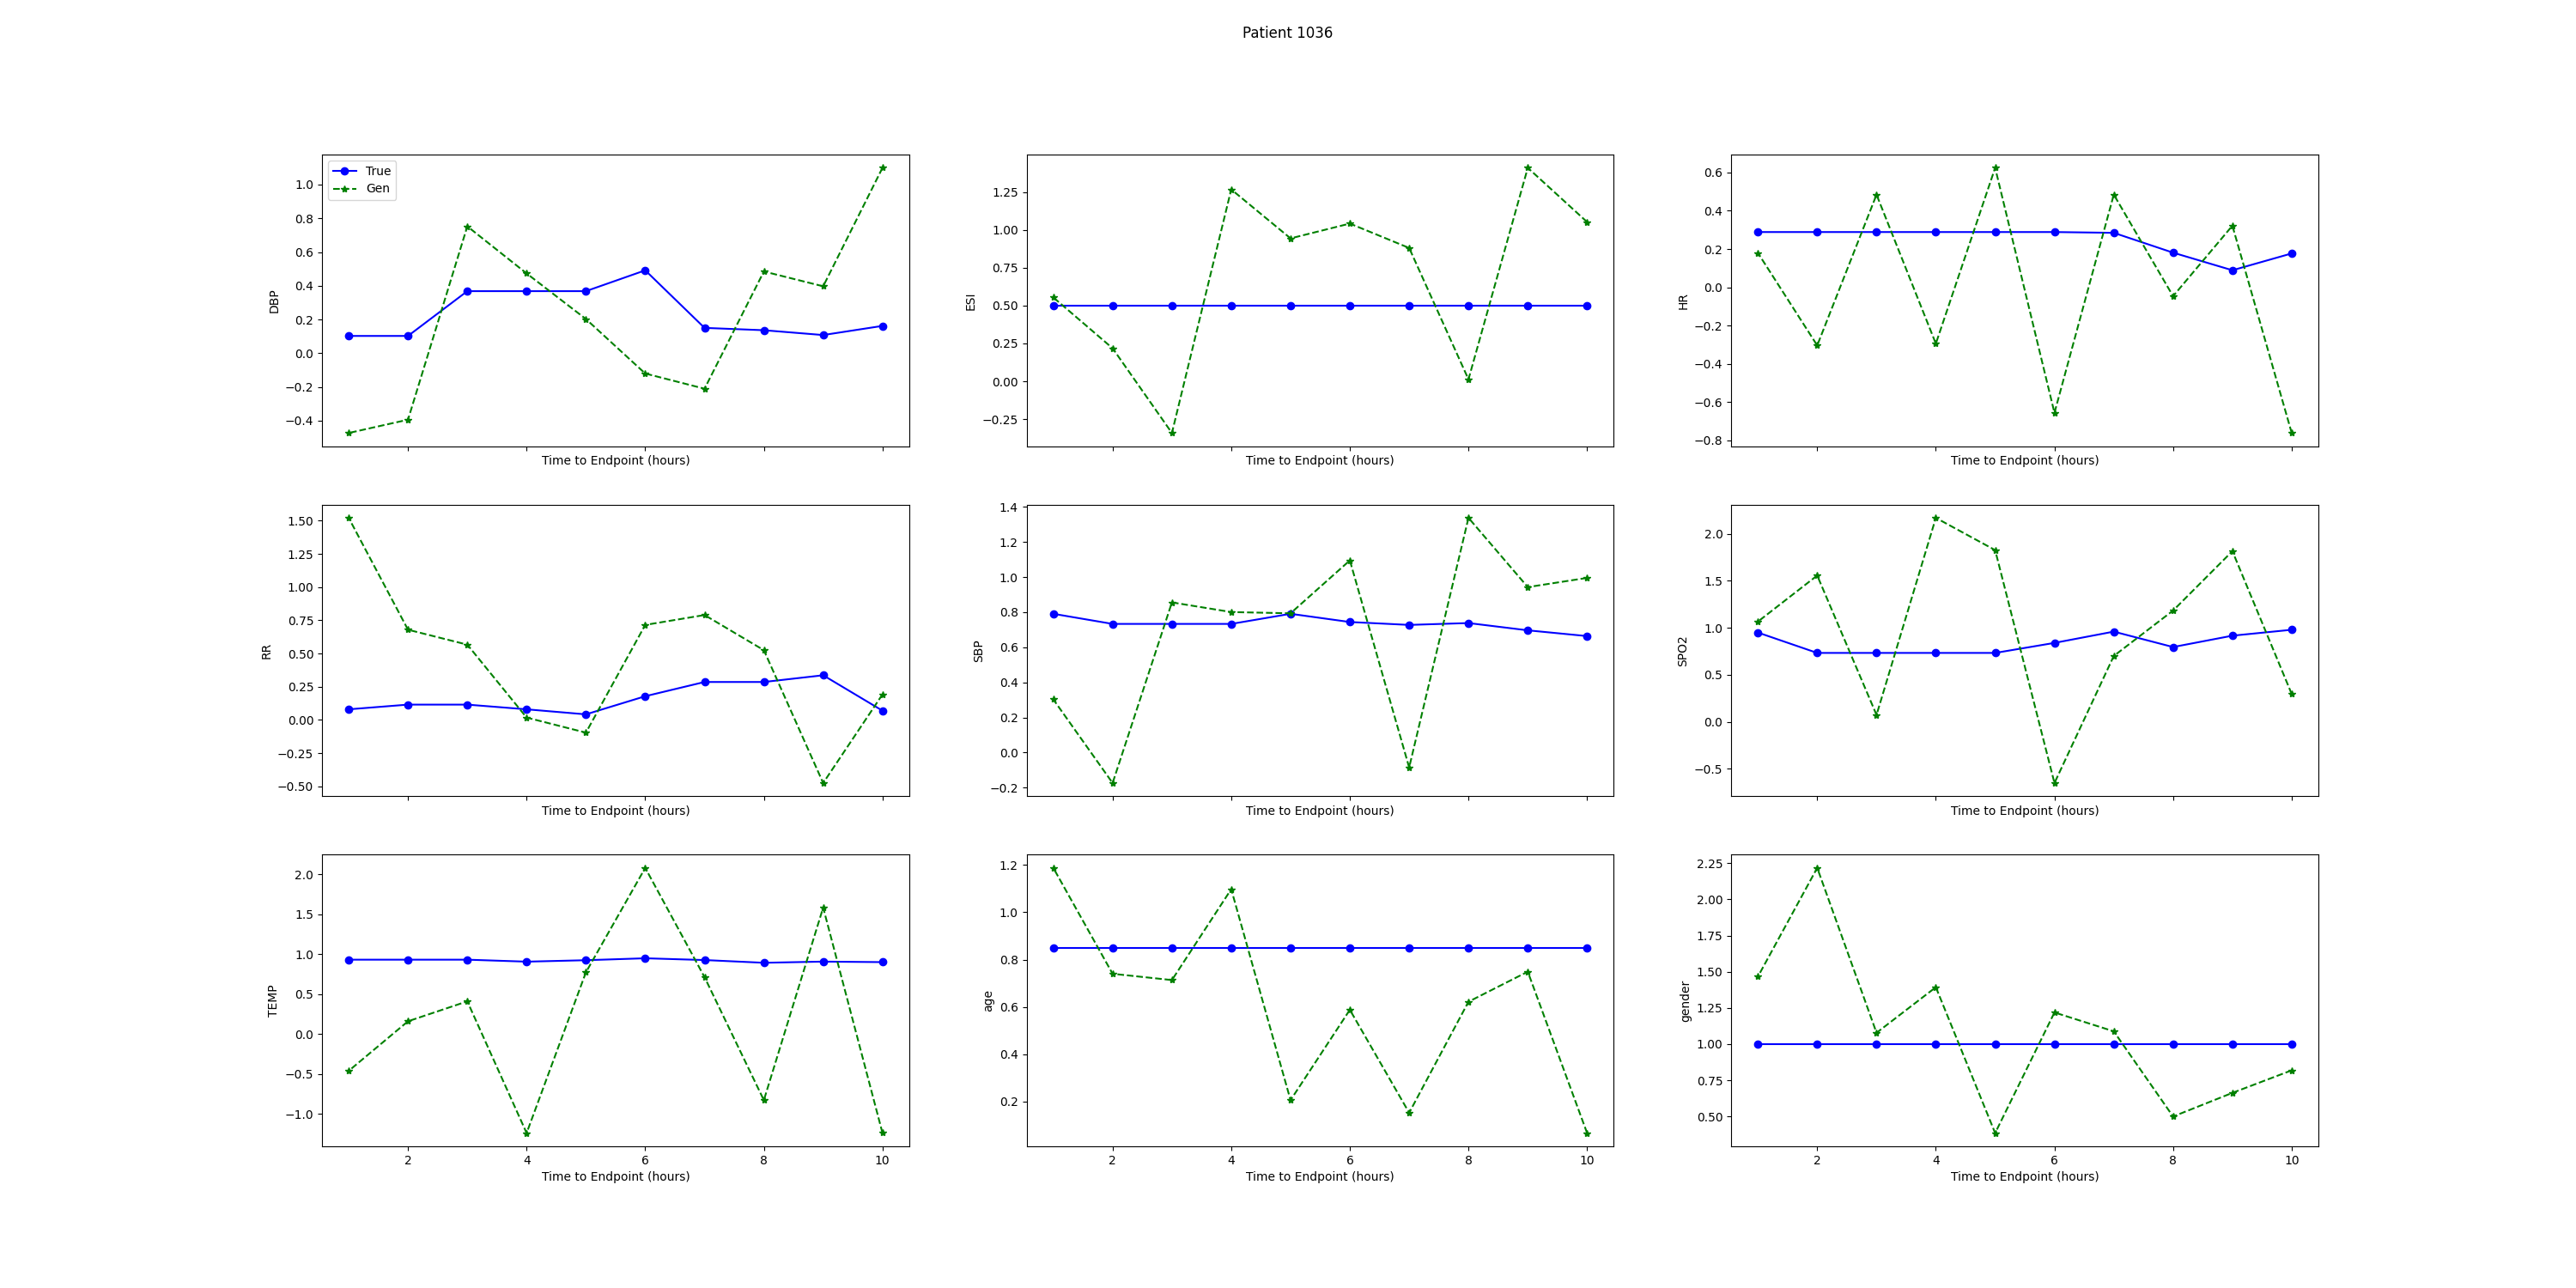 Patient 1036
True
Gen
DBP
1.0
0.8
0.6
0.4
0.2
0.0
−0.2
−0.4
Time to Endpoint (hours)
ESI
1.25
1.00
0.75
0.50
0.25
0.00
−0.25
Time to Endpoint (hours)
HR
0.6
0.4
0.2
0.0
−0.2
−0.4
−0.6
−0.8
Time to Endpoint (hours)
RR
1.50
1.25
1.00
0.75
0.50
0.25
0.00
−0.25
−0.50
Time to Endpoint (hours)
SBP
1.4
1.2
1.0
0.8
0.6
0.4
0.2
0.0
−0.2
Time to Endpoint (hours)
SPO2
2.0
1.5
1.0
0.5
0.0
−0.5
Time to Endpoint (hours)
TEMP
2.0
1.5
1.0
0.5
0.0
−0.5
−1.0
2 4 6 8 10
Time to Endpoint (hours)
age
1.2
1.0
0.8
0.6
0.4
0.2
2 4 6 8 10
Time to Endpoint (hours)
gender
2.25
2.00
1.75
1.50
1.25
1.00
0.75
0.50
2 4 6 8 10
Time to Endpoint (hours)